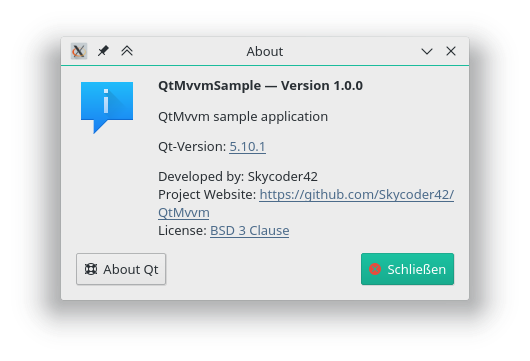 About
QtMvvmSample — Version 1.0.0
QtMvvm sample application
Qt-Version: 5.10.1
Developed by: Skycoder42
Project Website: https://github.com/Skycoder42/
QtMvvm
License: BSD 3 Clause
About Qt
Schließen